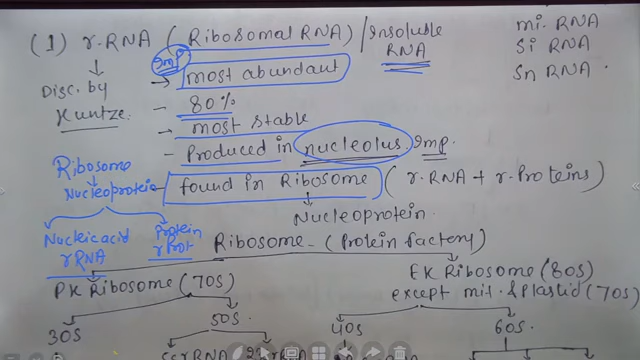 (1) r-RNA (Ribosomal RNA) / Insoluble RNA
mi. RNA
Si RNA
Sn RNA.
Disc. by Kuntze.
Imp
→ most abundant
- 80%
→ most stable
- Produced in nucleolus Imp.
- found in Ribosome (r.RNA + r.Proteins)
Nucleoprotein.
Ribosome
Nucleoprotein
Nucleic acid rRNA
Protein rProt
Ribosome - (Protein factory)
PK Ribosome (70S)
EK Ribosome (80S)
except mit. & plastid (70S)
30S
50S.
40S
60S.